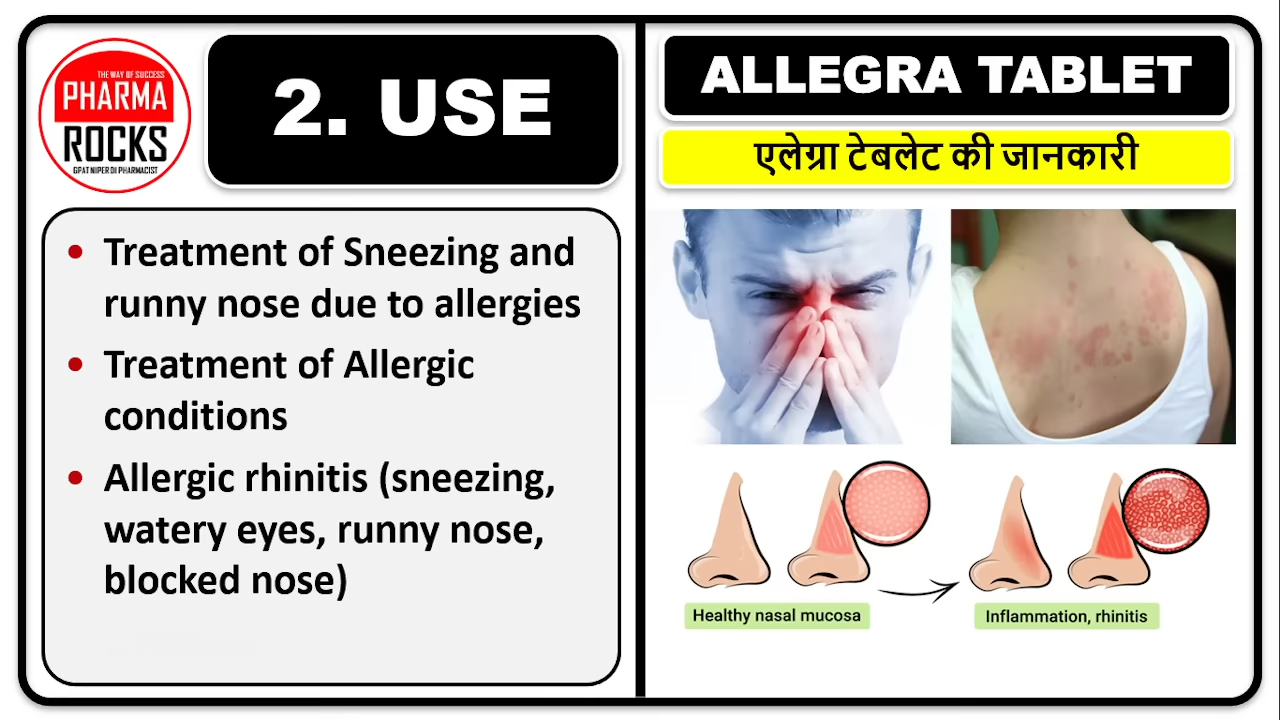 THE WAY OF SUCCESS
PHARMA
ROCKS
GPAT NIPER DI PHARMACIST
2. USE
• Treatment of Sneezing and
runny nose due to allergies
• Treatment of Allergic
conditions
• Allergic rhinitis (sneezing,
watery eyes, runny nose,
blocked nose)
ALLEGRA TABLET
एलेग्रा टेबलेट की जानकारी
Healthy nasal mucosa
Inflammation, rhinitis